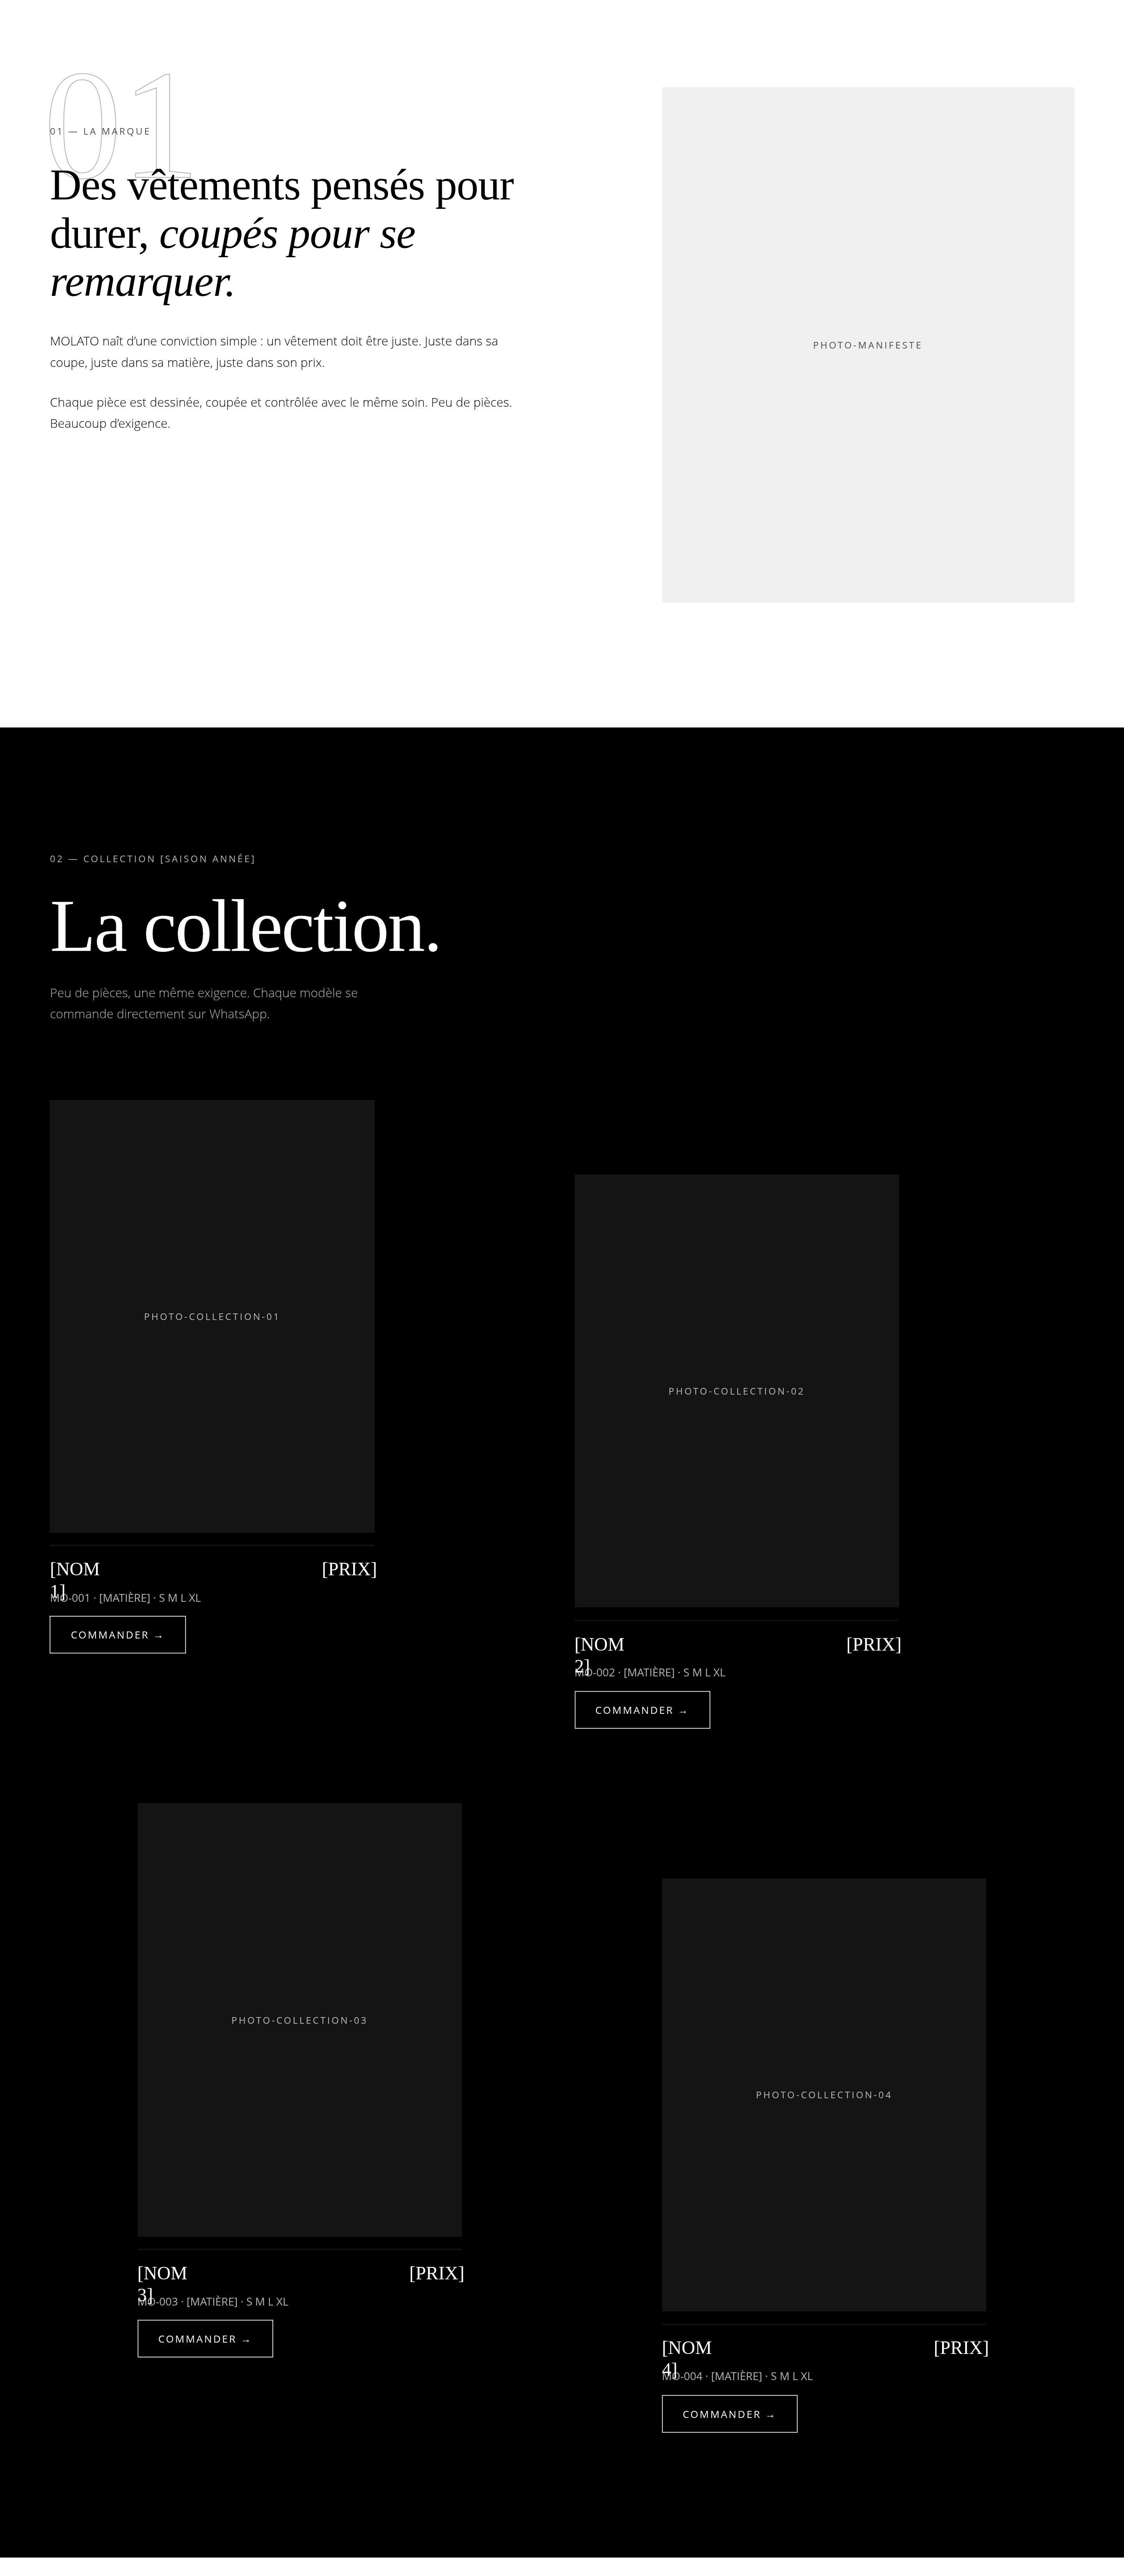 01
01 — LA MARQUE
Des vêtements pensés pour
durer, coupés pour se
remarquer.
MOLATO naît d’une conviction simple : un vêtement doit être juste. Juste dans sa
coupe, juste dans sa matière, juste dans son prix.
Chaque pièce est dessinée, coupée et contrôlée avec le même soin. Peu de pièces.
Beaucoup d’exigence.
PHOTO-MANIFESTE
02 — COLLECTION [SAISON ANNÉE]
La collection.
Peu de pièces, une même exigence. Chaque modèle se
commande directement sur WhatsApp.
PHOTO-COLLECTION-01
[NOM
1]
[PRIX]
MO-001 · [MATIÈRE] · S M L XL
COMMANDER →
PHOTO-COLLECTION-02
[NOM
2]
[PRIX]
MO-002 · [MATIÈRE] · S M L XL
COMMANDER →
PHOTO-COLLECTION-03
[NOM
3]
[PRIX]
MO-003 · [MATIÈRE] · S M L XL
COMMANDER →
PHOTO-COLLECTION-04
[NOM
4]
[PRIX]
MO-004 · [MATIÈRE] · S M L XL
COMMANDER →